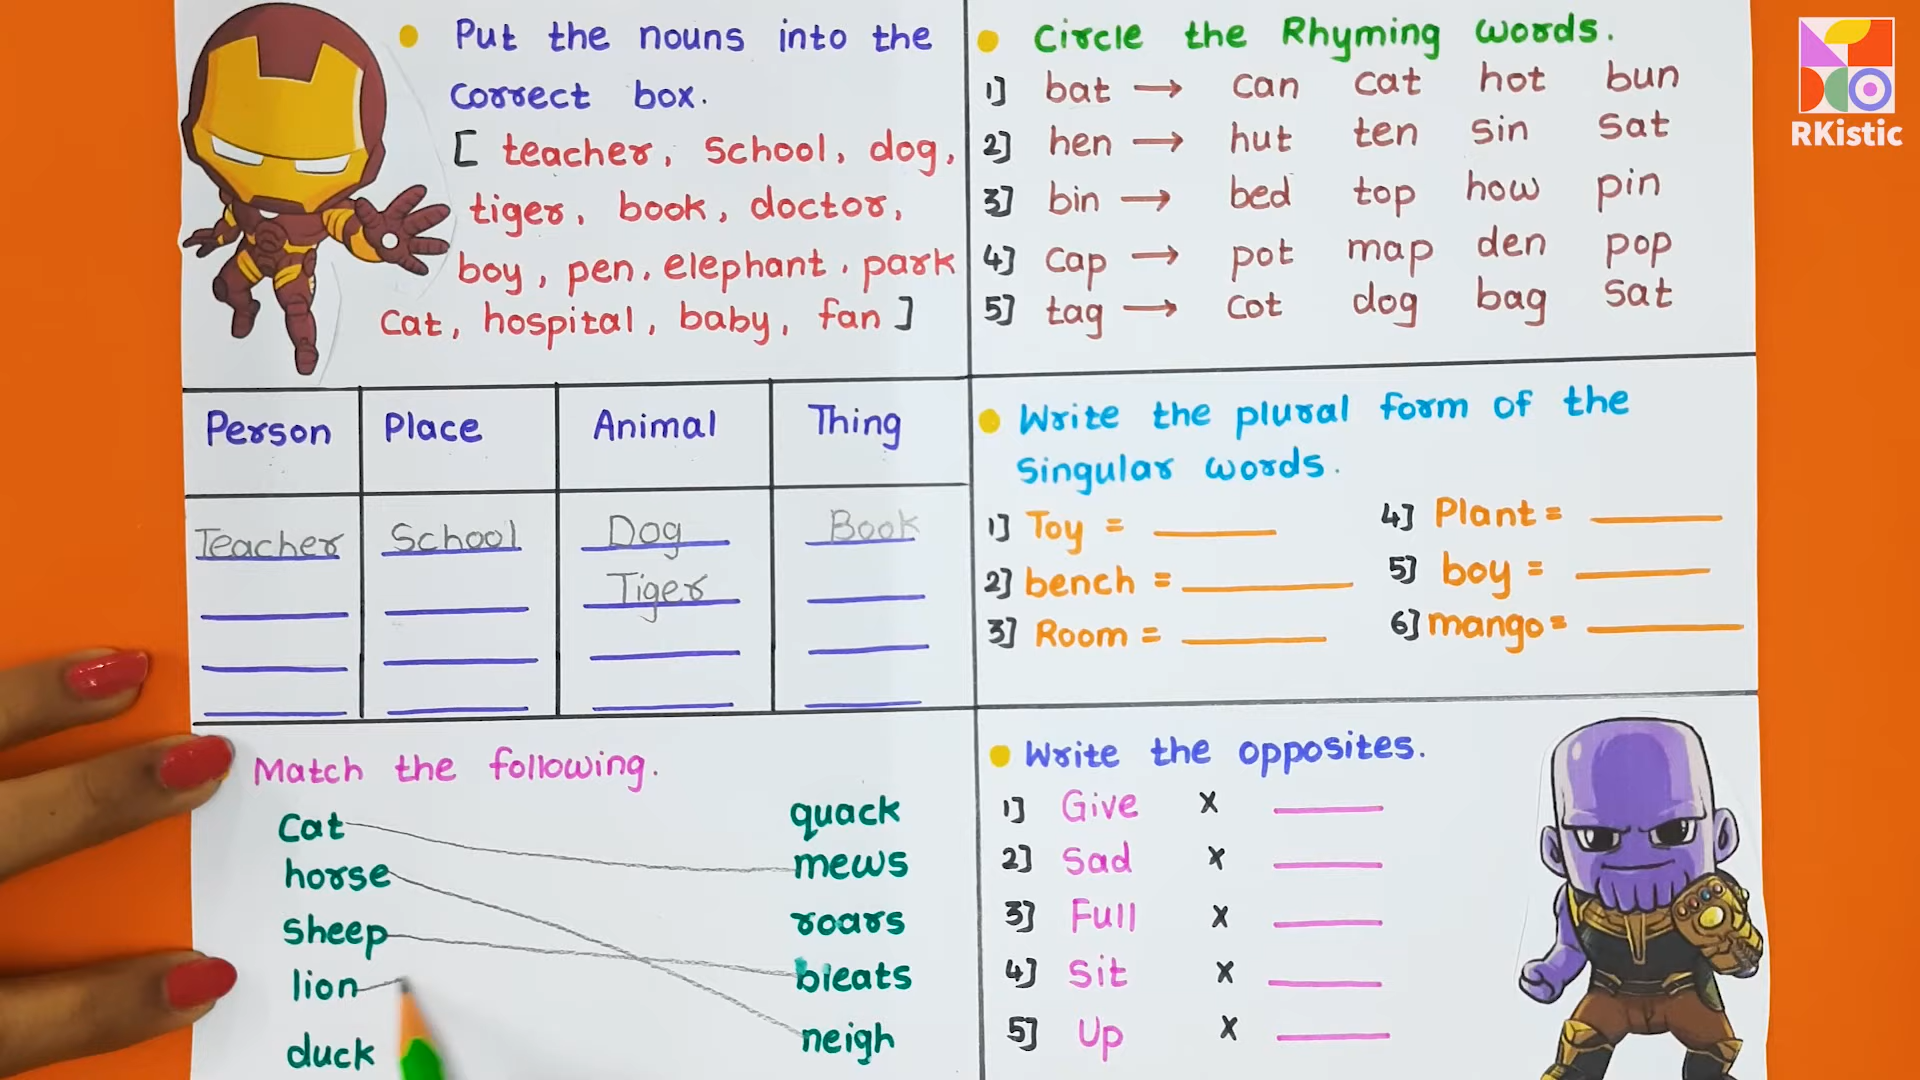 Put the nouns into the
correct box.
[ teacher, School, dog,
tiger, book, doctor,
boy, pen, elephant, park
Cat, hospital, baby, fan ]
Person Place Animal Thing
Teacher School Dog Book
Tiger
Match the following.
Cat quack
horse mews
Sheep roars
lion bleats
duck neigh
Circle the Rhyming words.
1] bat → can cat hot bun
2] hen → hut ten sin sat
3] bin → bed top how pin
4] cap → pot map den pop
5] tag → cot dog bag sat
Write the plural form of the
Singular words.
1] Toy = 4] Plant =
2] bench = 5] boy =
3] Room = 6] mango =
Write the opposites.
1] Give x
2] Sad x
3] Full x
4] Sit x
5] Up x
RKistic